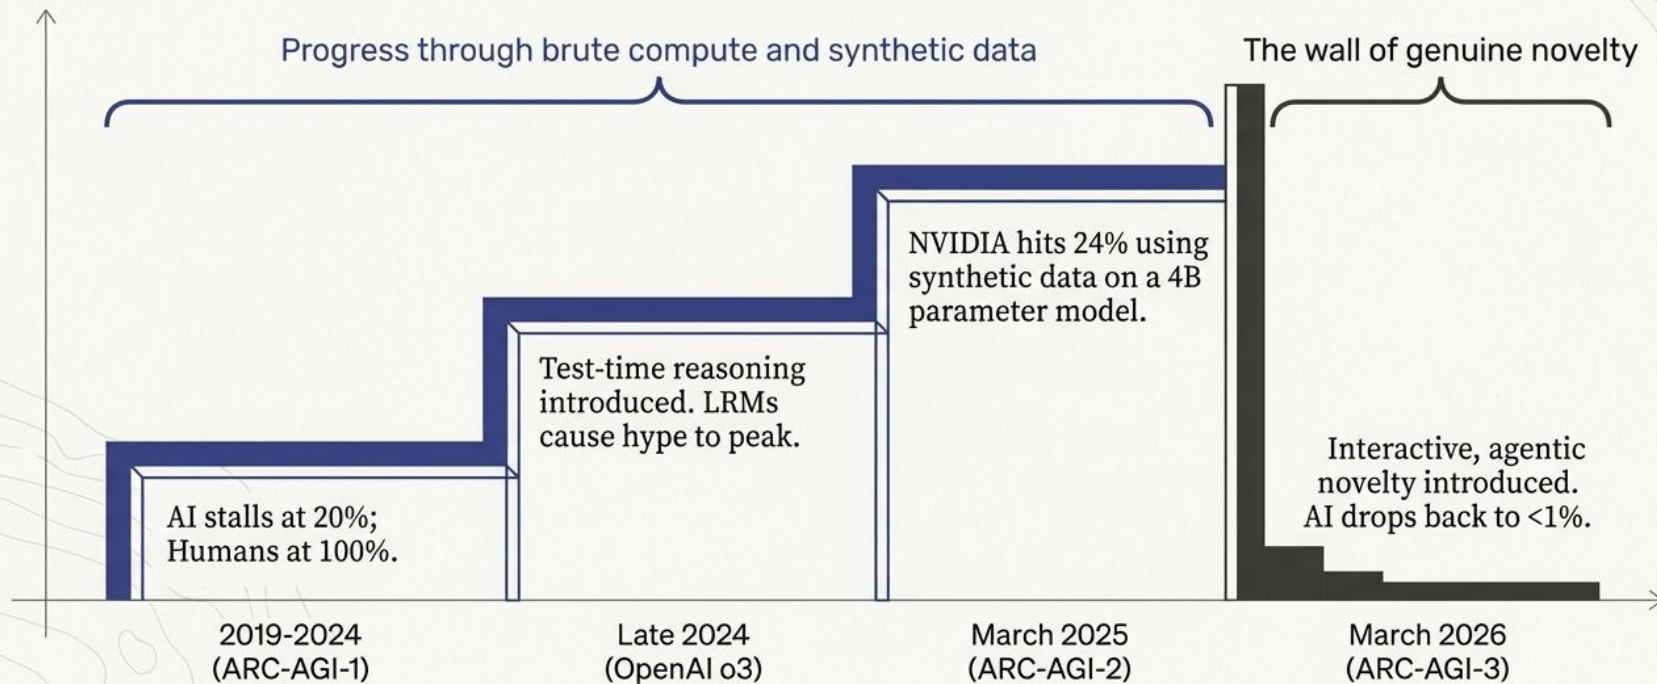 Progress through brute compute and synthetic data
The wall of genuine novelty
AI stalls at 20%;
Humans at 100%.
Test-time reasoning
introduced. LRMs
cause hype to peak.
NVIDIA hits 24% using
synthetic data on a 4B
parameter model.
Interactive, agentic
novelty introduced.
AI drops back to <1%.
2019-2024
(ARC-AGI-1)
Late 2024
(OpenAI o3)
March 2025
(ARC-AGI-2)
March 2026
(ARC-AGI-3)